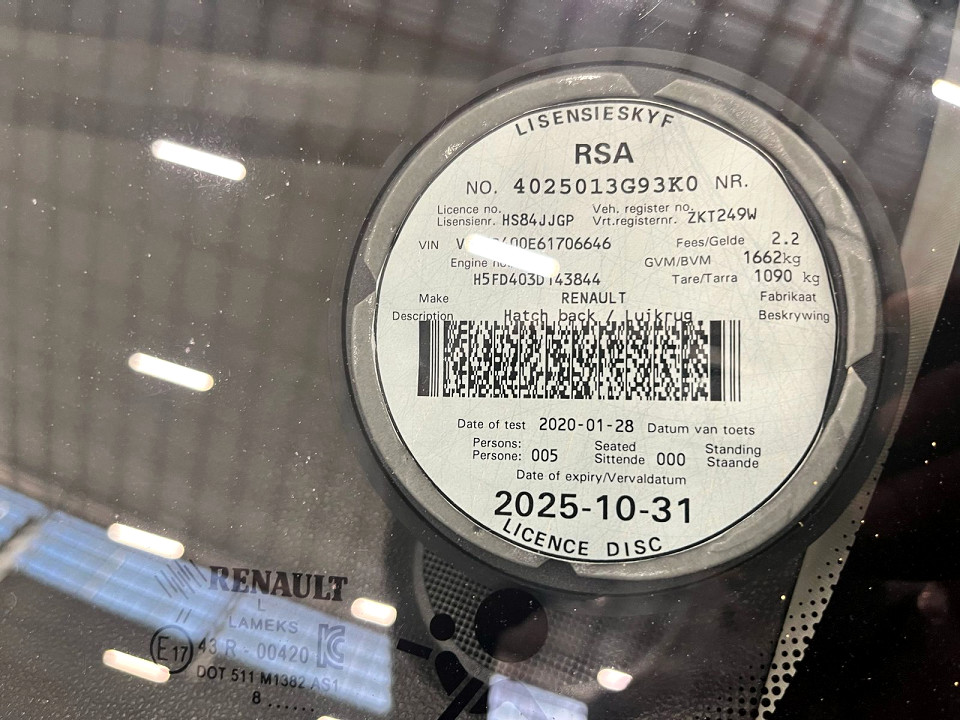 LISENSIESKYF
RSA
NO. 4025013G93K0 NR.
Licence no. Veh. register no.
Lisensienr. HS84JJGP Vrt.registernr. ZKT249W
VIN Fees/Gelde 2.2
GVM/BVM 1662kg
Engine
H5FD403D143844 Tare/Tarra 1090 kg
Make RENAULT Fabrikaat
Description Hatch back / Luikrug Beskrywing
Date of test 2020-01-28 Datum van toets
Persons: Seated Standing
Persone: 005 Sittende 000 Staande
Date of expiry/Vervaldatum
2025-10-31
LICENCE DISC
RENAULT
L
LAMEKS
E17 43 R - 00420
DOT 511 M1382 AS1
8 ......